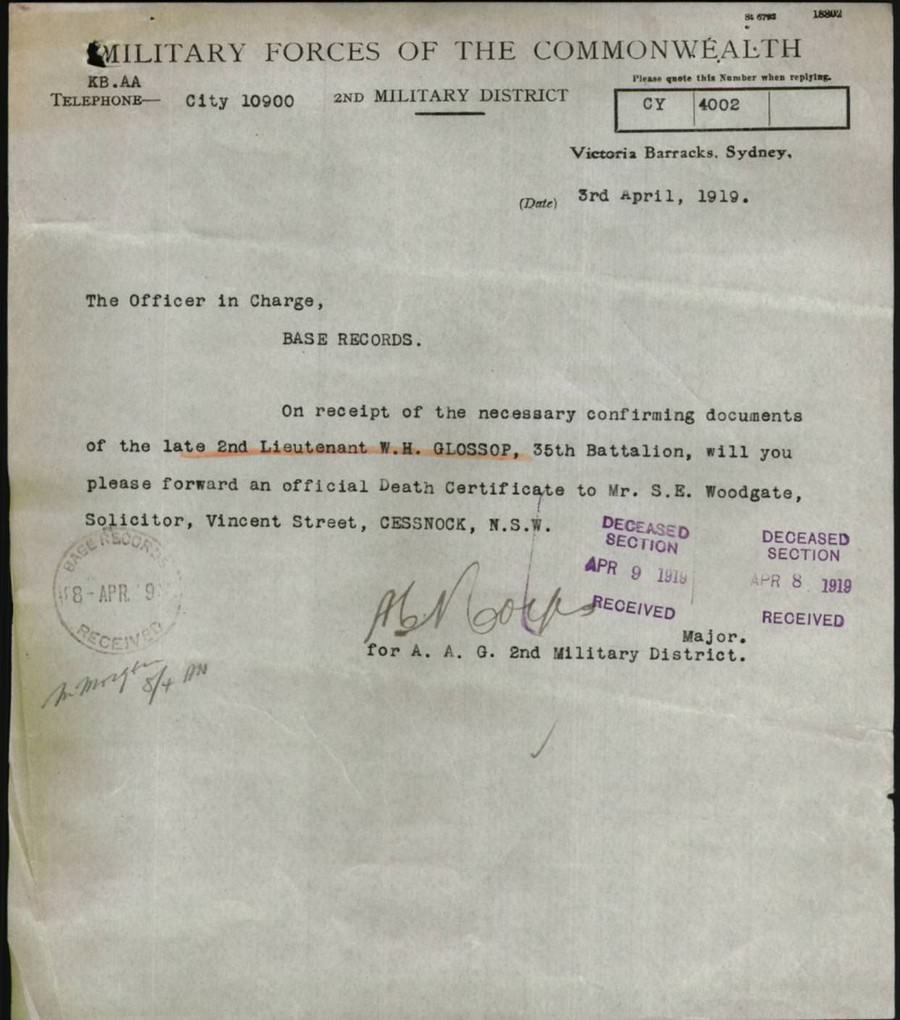 St 6792 18802
MILITARY FORCES OF THE COMMONWEALTH
KB.AA
Please quote this Number when replying.
TELEPHONE— City 10900 2ND MILITARY DISTRICT
CY 4002
Victoria Barracks, Sydney,
(Date) 3rd April, 1919.
The Officer in Charge,
BASE RECORDS.
On receipt of the necessary confirming documents
of the late 2nd Lieutenant W.H. GLOSSOP, 35th Battalion, will you
please forward an official Death Certificate to Mr. S.E. Woodgate,
Solicitor, Vincent Street, CESSNOCK, N.S.W.
BASE RECORDS
8-APR. 9
RECEIVED
DECEASED
SECTION
APR 9 1919
RECEIVED
DECEASED
SECTION
APR 8 1919
RECEIVED
Major.
for A. A. G. 2nd Military District.
8/4